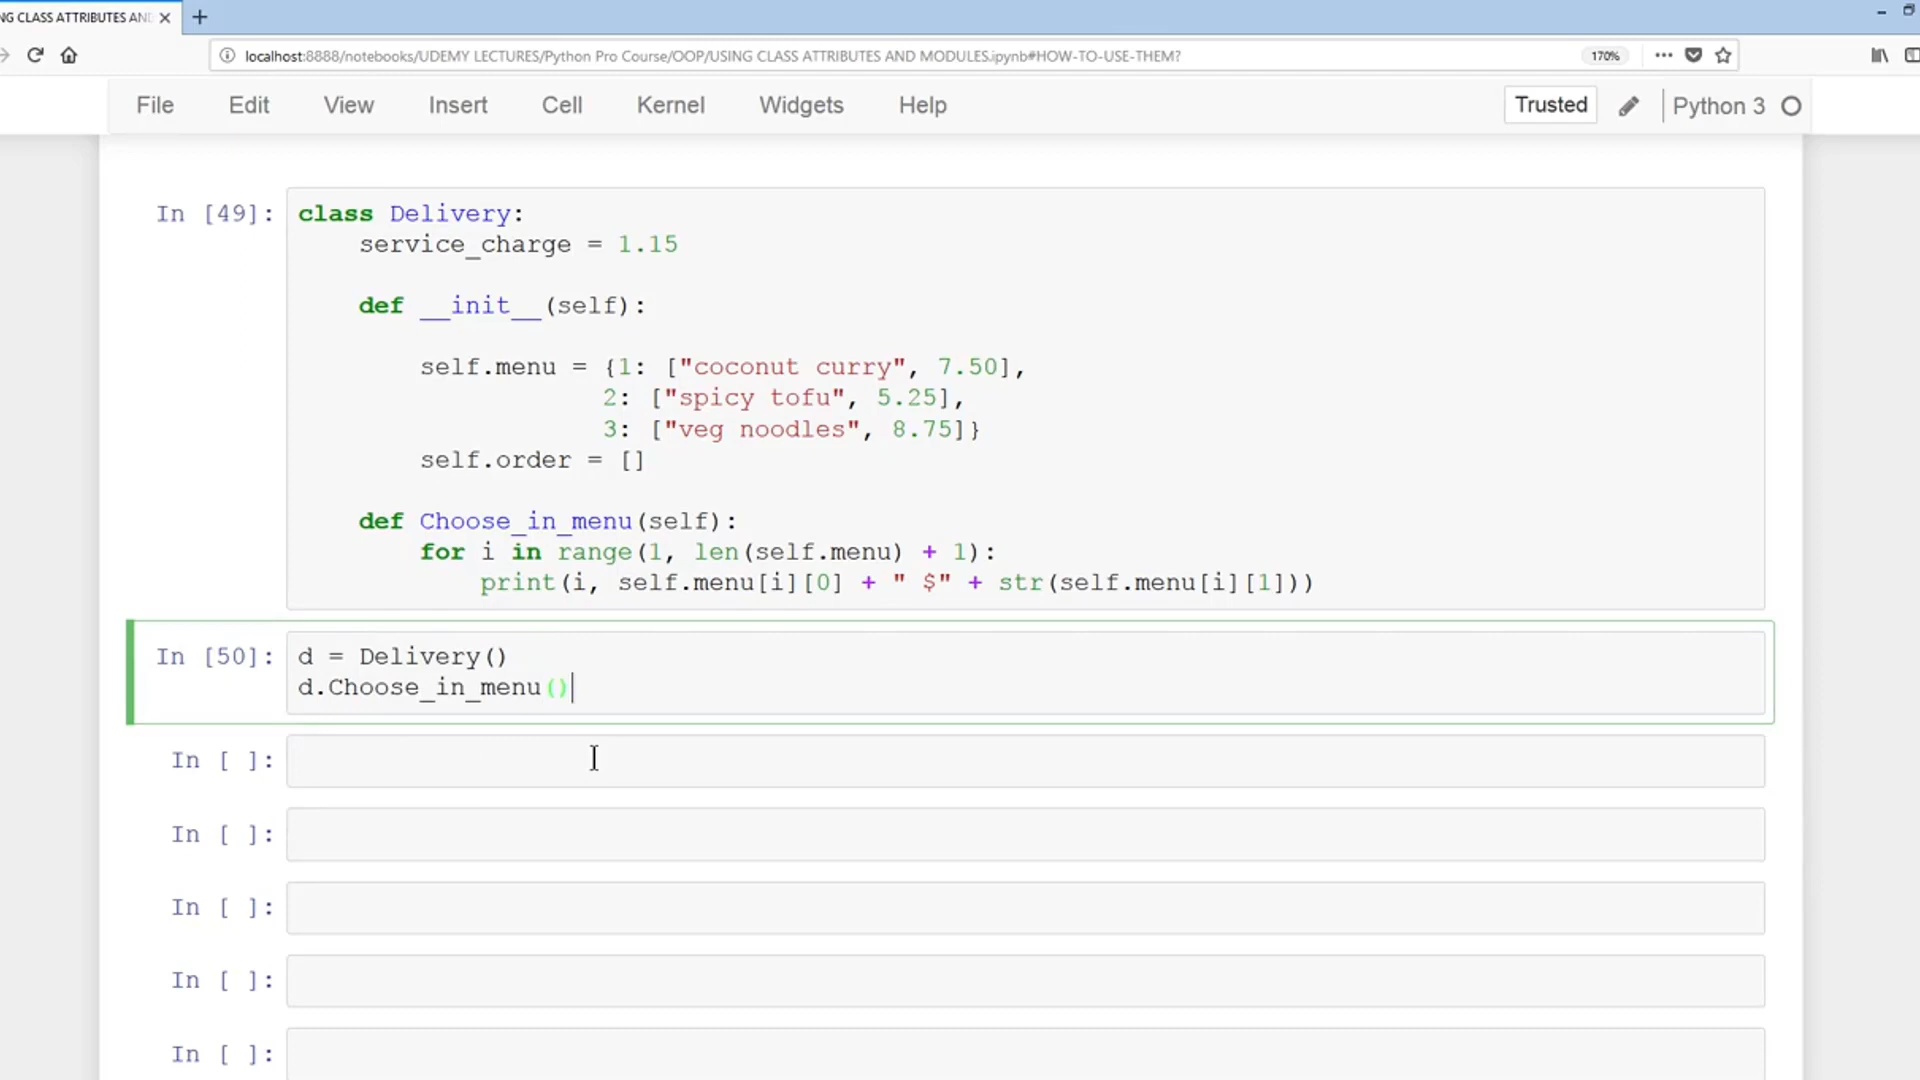 NG CLASS ATTRIBUTES AND
localhost:8888/notebooks/UDEMY LECTURES/Python Pro Course/OOP/USING CLASS ATTRIBUTES AND MODULES.ipynb#HOW-TO-USE-THEM? 170%
File Edit View Insert Cell Kernel Widgets Help Trusted Python 3
In [49]: class Delivery:
    service_charge = 1.15
    def __init__(self):
        self.menu = {1: ["coconut curry", 7.50],
                    2: ["spicy tofu", 5.25],
                    3: ["veg noodles", 8.75]}
        self.order = []
    def Choose_in_menu(self):
        for i in range(1, len(self.menu) + 1):
            print(i, self.menu[i][0] + " $" + str(self.menu[i][1]))
In [50]: d = Delivery()
d.Choose_in_menu()
In [ ]:
In [ ]:
In [ ]:
In [ ]:
In [ ]: